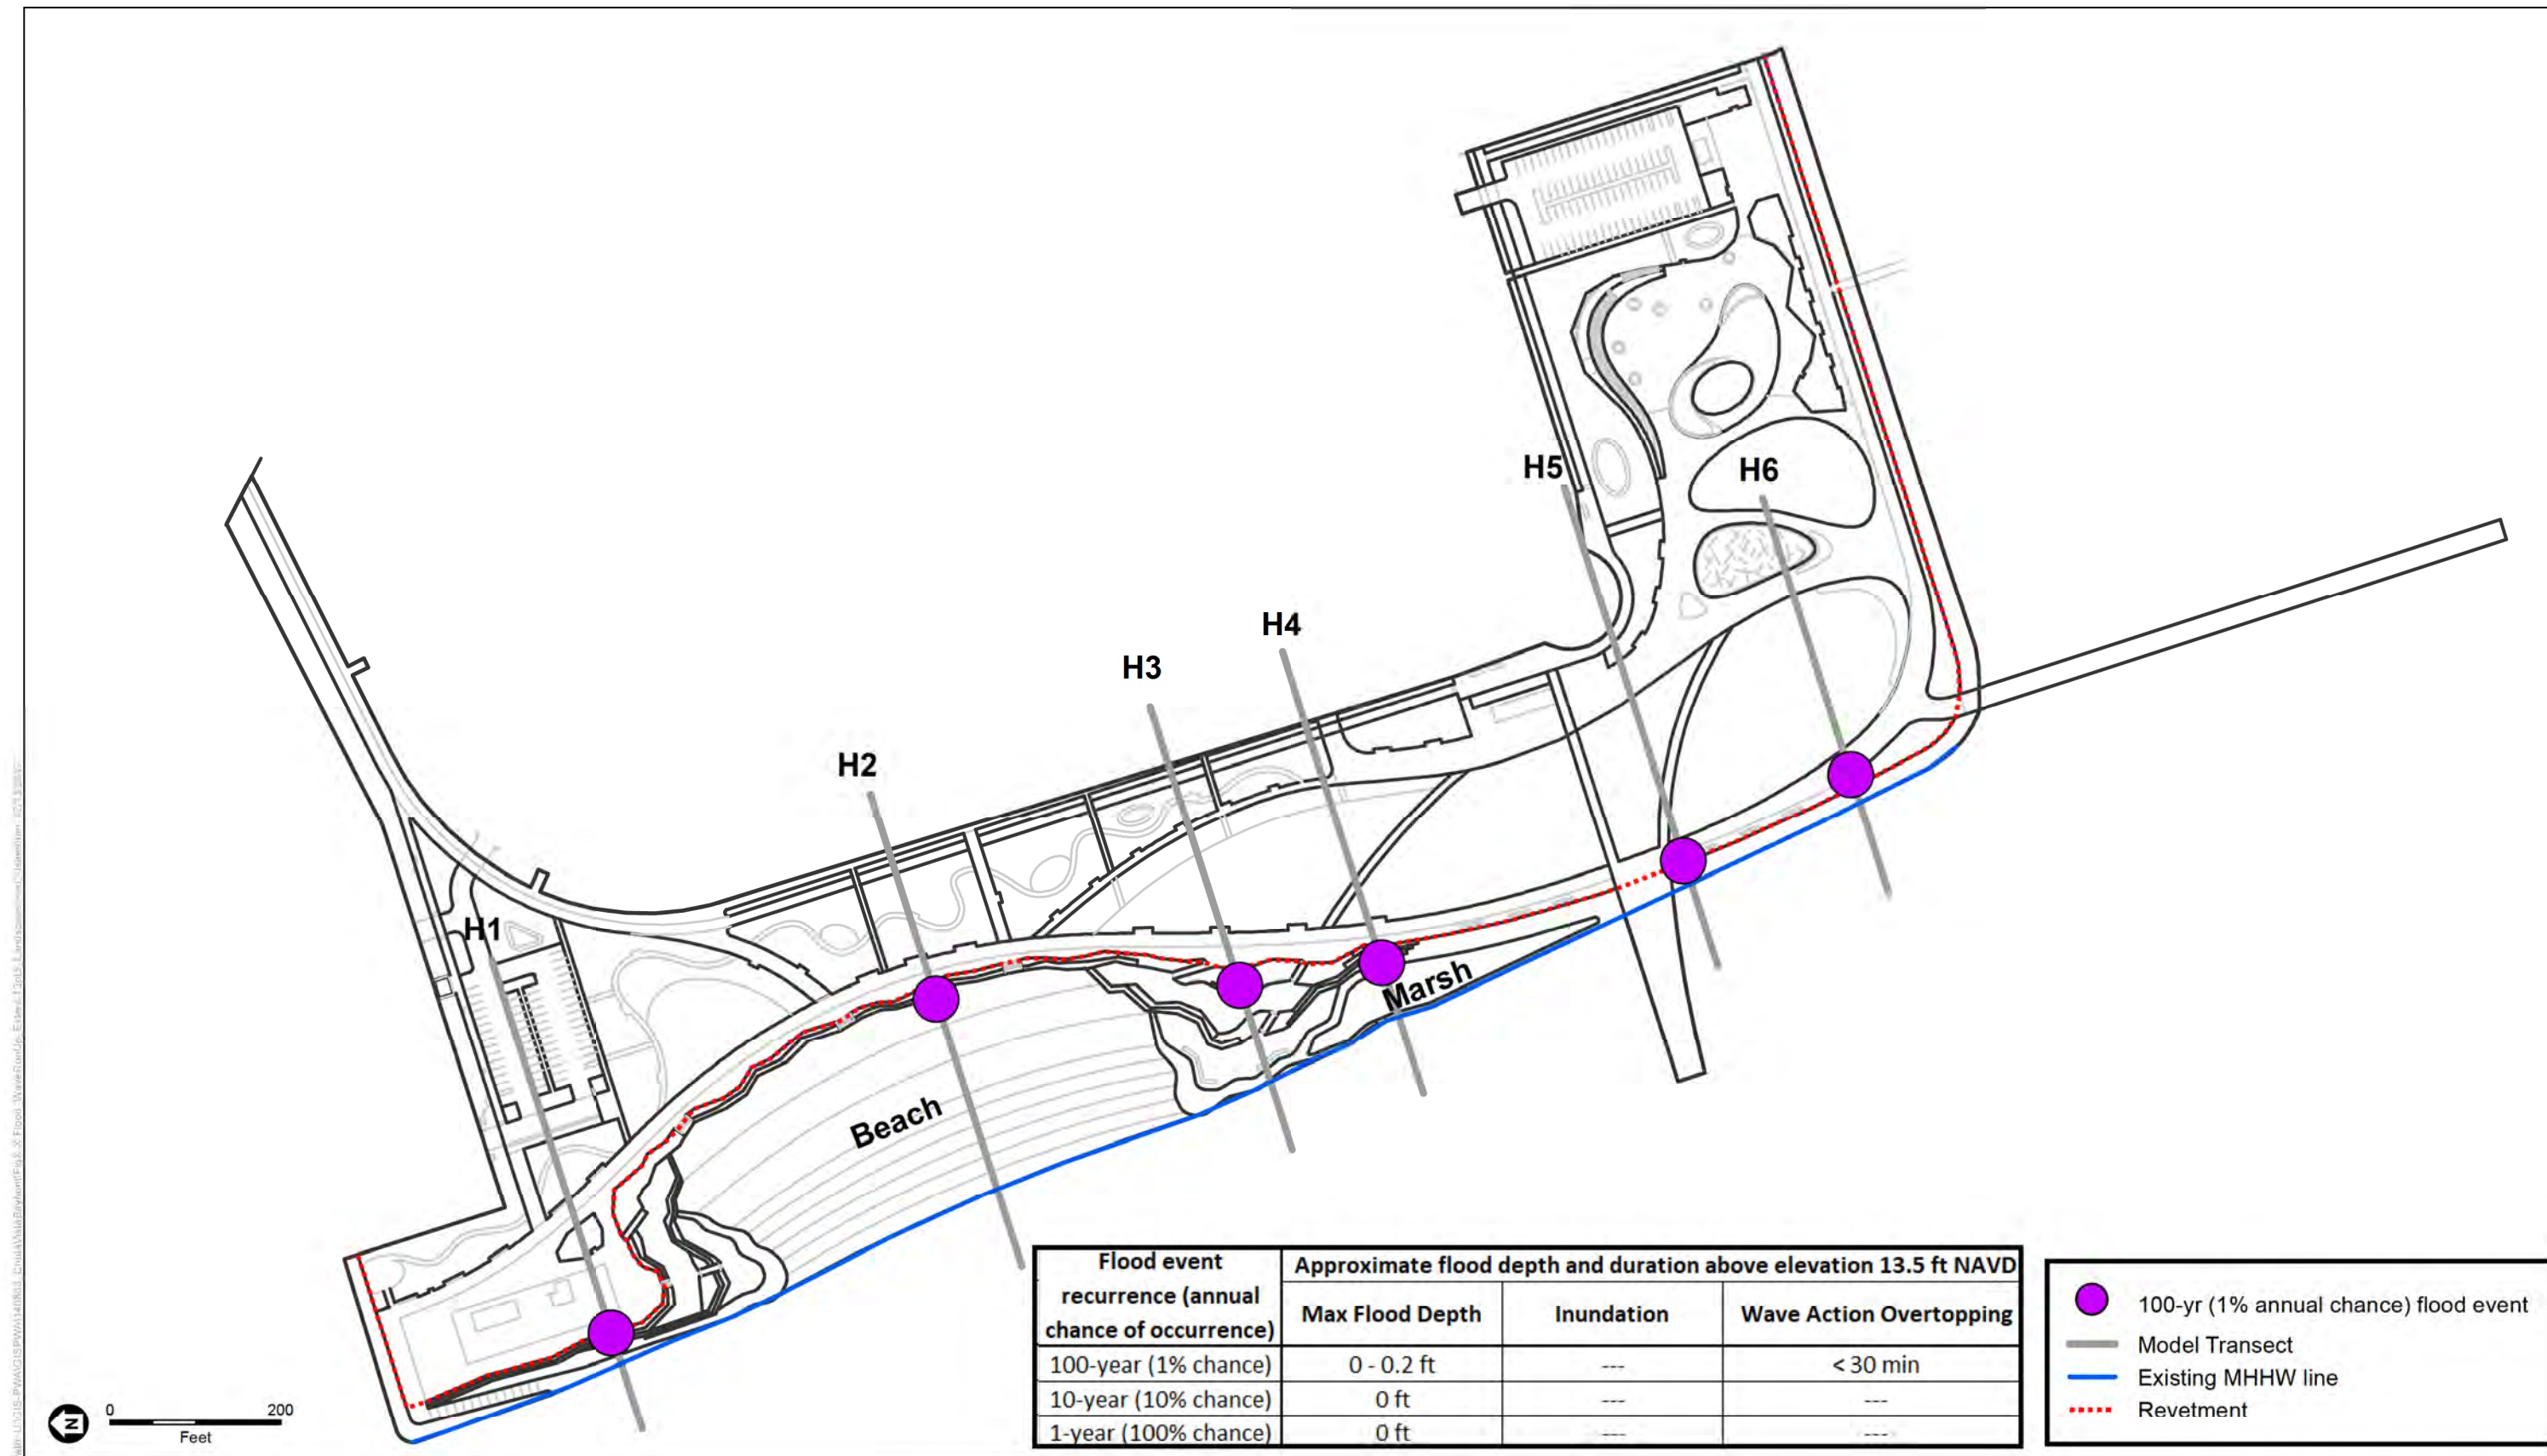 H5
H6
H4
H3
H2
H1
Marsh
Beach
Flood event recurrence (annual chance of occurrence)
Approximate flood depth and duration above elevation 13.5 ft NAVD
Max Flood Depth
Inundation
Wave Action Overtopping
100-year (1% chance)
0 - 0.2 ft
---
< 30 min
10-year (10% chance)
0 ft
---
---
1-year (100% chance)
0 ft
---
---
100-yr (1% annual chance) flood event
Model Transect
Existing MHHW line
Revetment
N
0
200
Feet